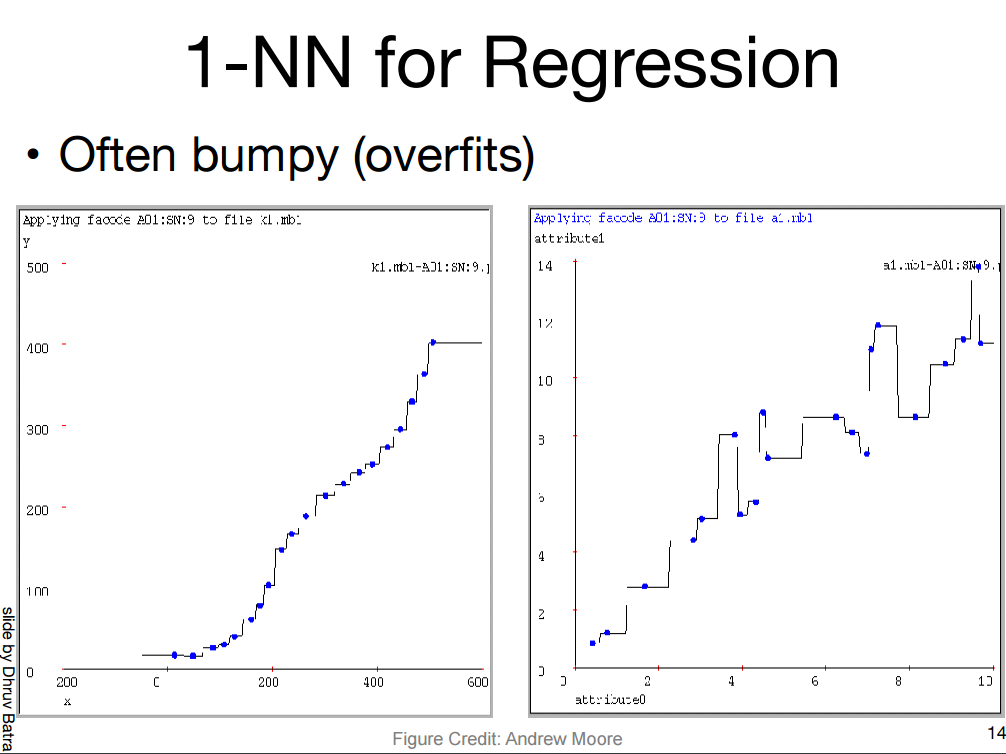 1-NN for Regression
• Often bumpy (overfits)
Applying facode A01:SN:9 to file k1.mbl
y
k1.mbl-A01:SN:9.p
500
400
300
200
100
0
200 0 200 400 600
x
Applying facode A01:SN:9 to file a1.mbl
attribute1
a1.mbl-A01:SN:9.p
14
12
10
8
6
4
2
0
0 2 4 6 8 10
attribute0
slide by Dhruv Batra
Figure Credit: Andrew Moore
14